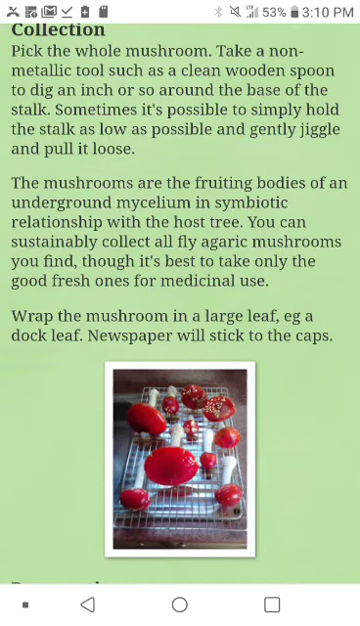 53% 3:10 PM
Collection
Pick the whole mushroom. Take a non-
metallic tool such as a clean wooden spoon
to dig an inch or so around the base of the
stalk. Sometimes it's possible to simply hold
the stalk as low as possible and gently jiggle
and pull it loose.
The mushrooms are the fruiting bodies of an
underground mycelium in symbiotic
relationship with the host tree. You can
sustainably collect all fly agaric mushrooms
you find, though it's best to take only the
good fresh ones for medicinal use.
Wrap the mushroom in a large leaf, eg a
dock leaf. Newspaper will stick to the caps.